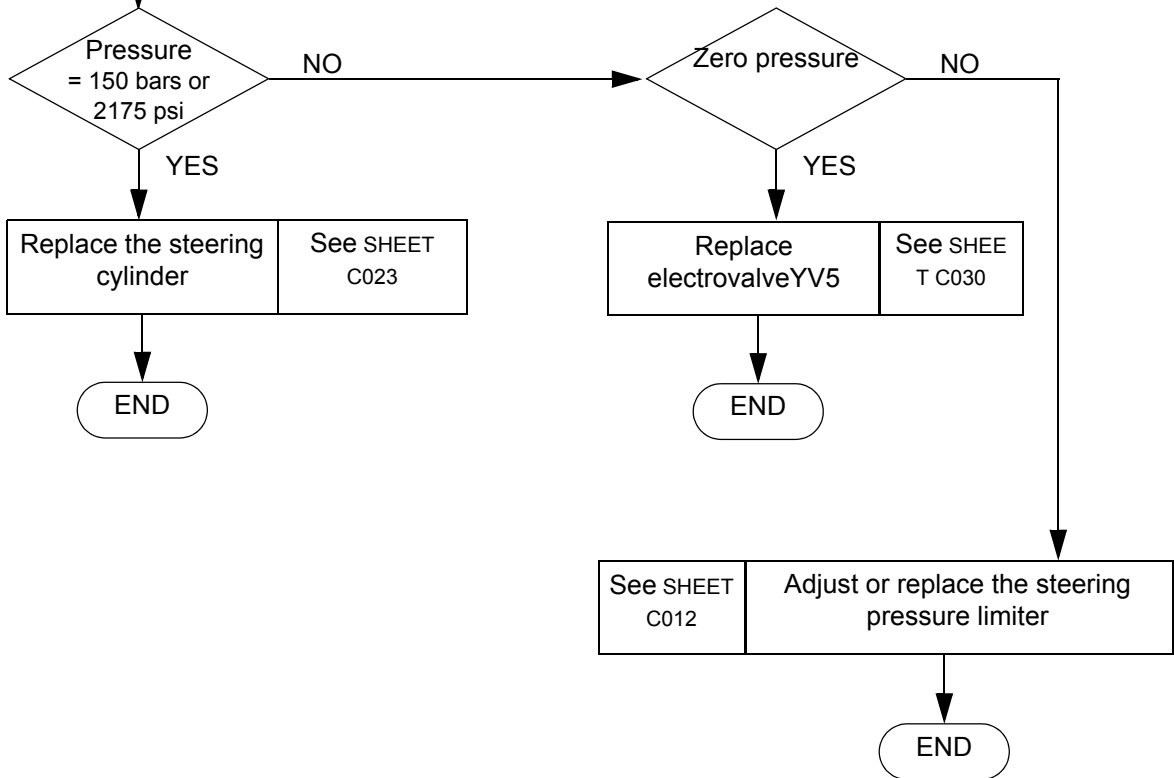 Pressure
= 150 bars or
2175 psi
NO
YES
Zero pressure
NO
YES
Replace the steering
cylinder
See SHEET
C023
Replace
electrovalveYV5
See SHEE
T C030
END
END
See SHEET
C012
Adjust or replace the steering
pressure limiter
END